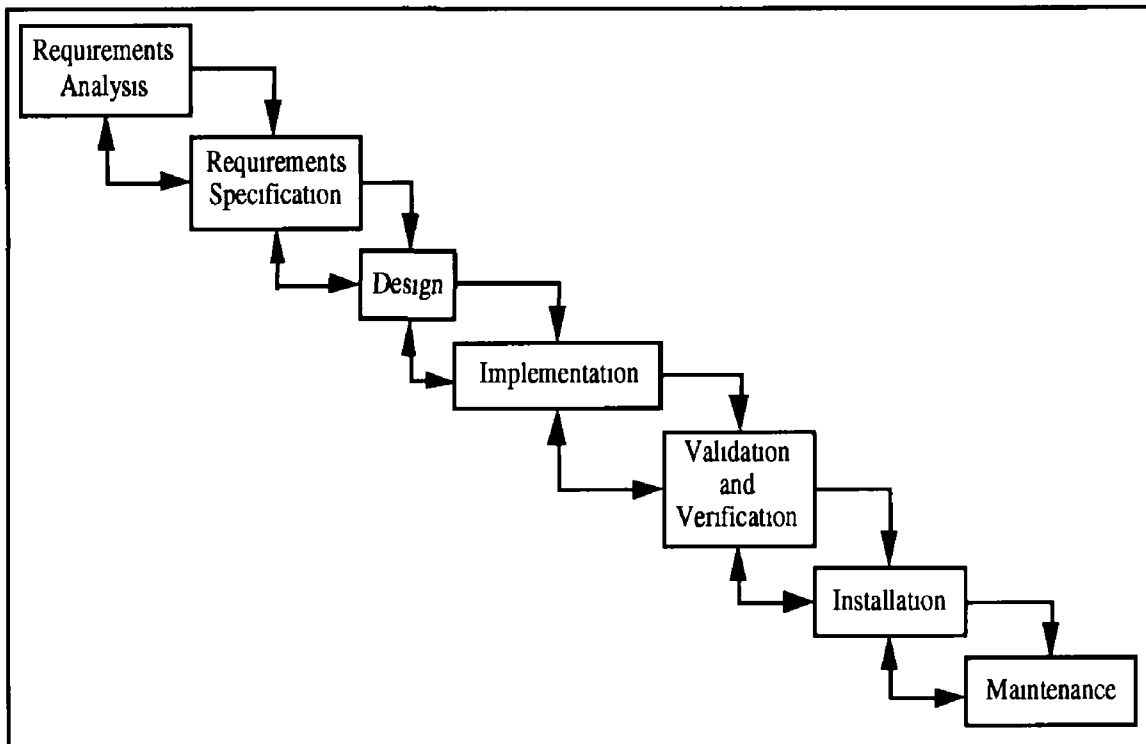 Requirements
Analysis
Requirements
Specification
Design
Implementation
Validation
and
Verification
Installation
Maintenance